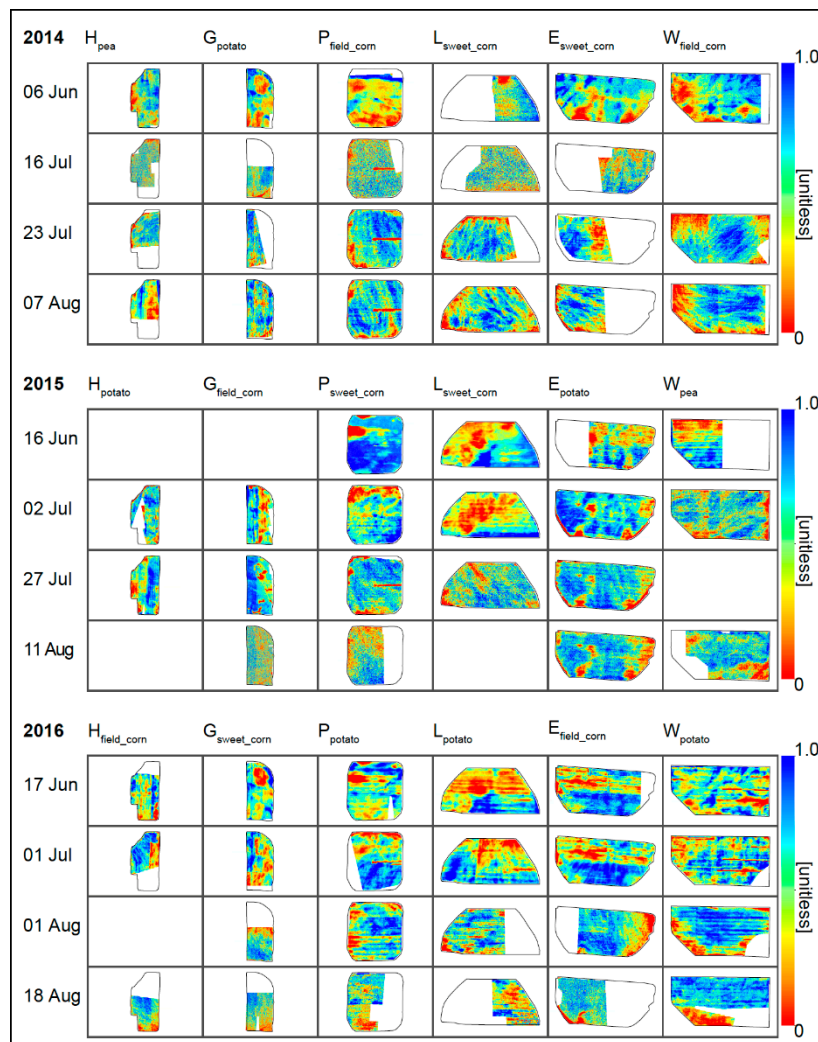 2014 H pea G potato P field_corn L sweet_corn E sweet_corn W field_corn
1.0
06 Jun
16 Jul
[unitless]
23 Jul
07 Aug
0
2015 H potato G field_corn P sweet_corn L sweet_corn E potato W pea
1.0
16 Jun
02 Jul
[unitless]
27 Jul
11 Aug
0
2016 H field_corn G sweet_corn P potato L potato E field_corn W potato
1.0
17 Jun
01 Jul
[unitless]
01 Aug
18 Aug
0